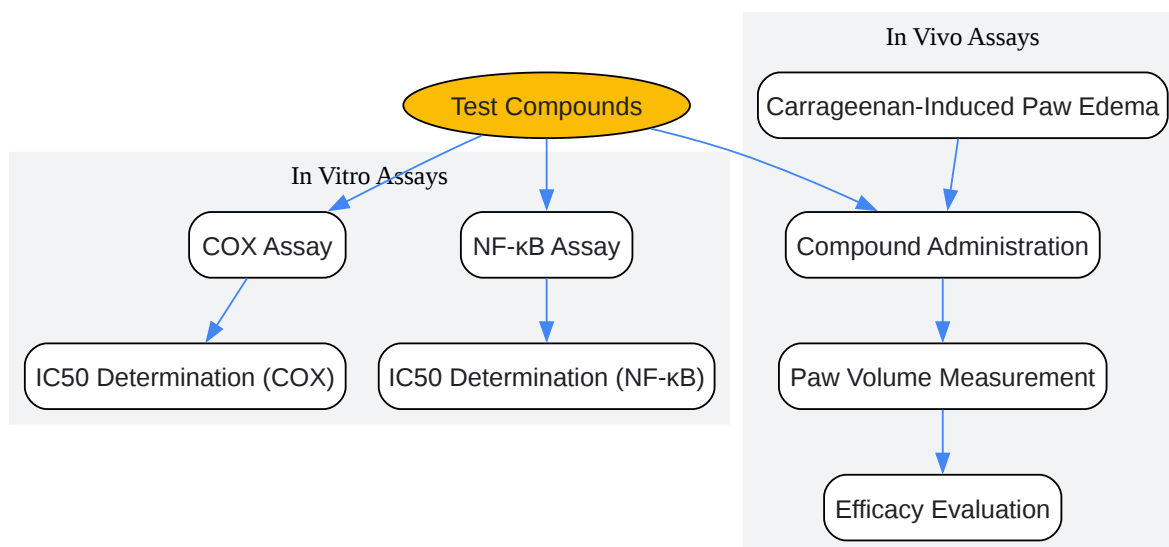 In Vivo Assays
Test Compounds
Carrageenan-Induced Paw Edema
In Vitro Assays
COX Assay
NF-κB Assay
Compound Administration
IC50 Determination (COX)
IC50 Determination (NF-κB)
Paw Volume Measurement
Efficacy Evaluation